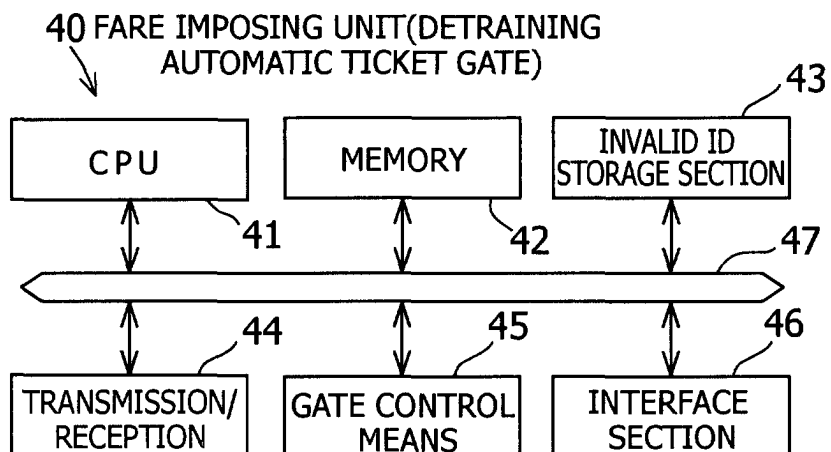 40 FARE IMPOSING UNIT(DETRAINING
AUTOMATIC TICKET GATE)
43
CPU
MEMORY
INVALID ID
STORAGE SECTION
41
42
47
44
45
46
TRANSMISSION/
RECEPTION
GATE CONTROL
MEANS
INTERFACE
SECTION